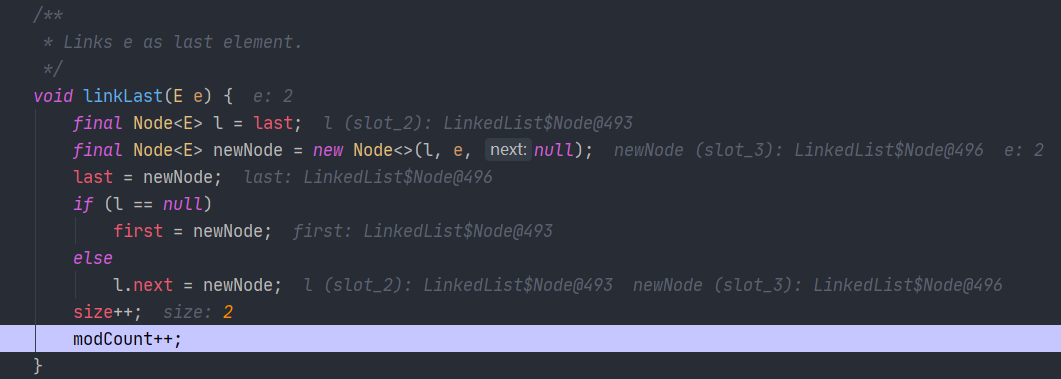 /**
 * Links e as last element.
 */
void linkLast(E e) {  e: 2
    final Node<E> l = last;  l (slot_2): LinkedList$Node@493
    final Node<E> newNode = new Node<>(l, e, next: null);  newNode (slot_3): LinkedList$Node@496  e: 2
    last = newNode;  last: LinkedList$Node@496
    if (l == null)
        first = newNode;  first: LinkedList$Node@493
    else
        l.next = newNode;  l (slot_2): LinkedList$Node@493  newNode (slot_3): LinkedList$Node@496
    size++;  size: 2
    modCount++;
}